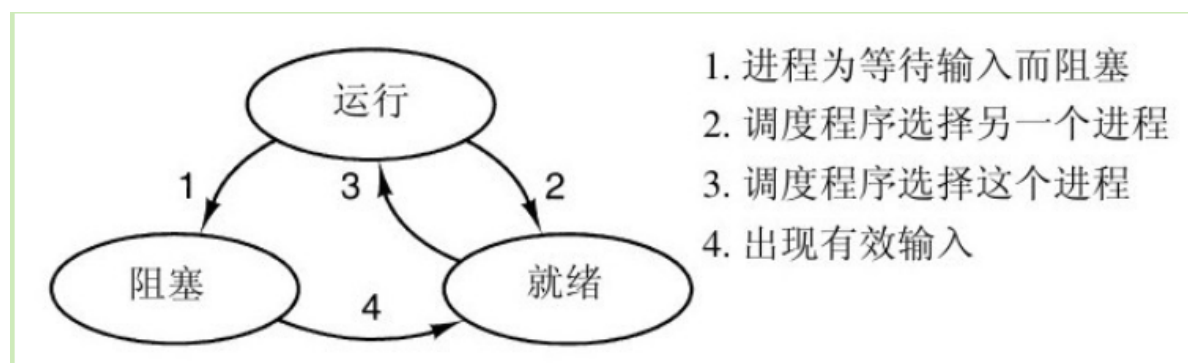 运行
1
3
2
阻塞
4
就绪
1. 进程为等待输入而阻塞
2. 调度程序选择另一个进程
3. 调度程序选择这个进程
4. 出现有效输入